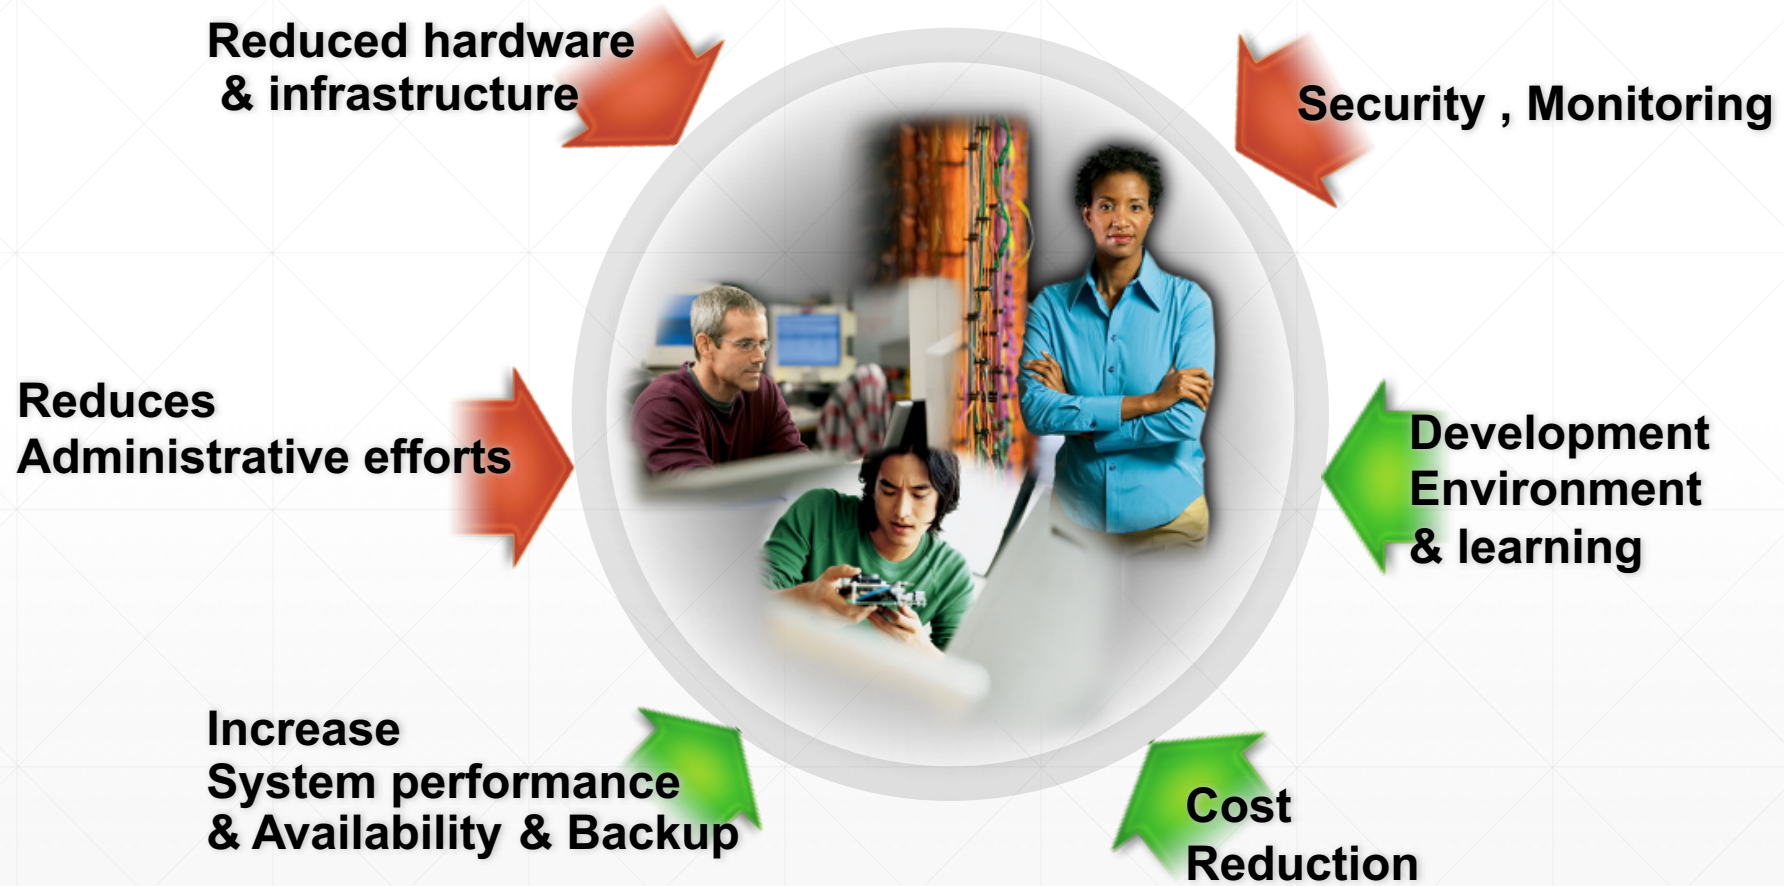 Reduced hardware
& infrastructure
Security , Monitoring
Reduces
Administrative efforts
Development
Environment
& learning
Increase
System performance
& Availability & Backup
Cost
Reduction